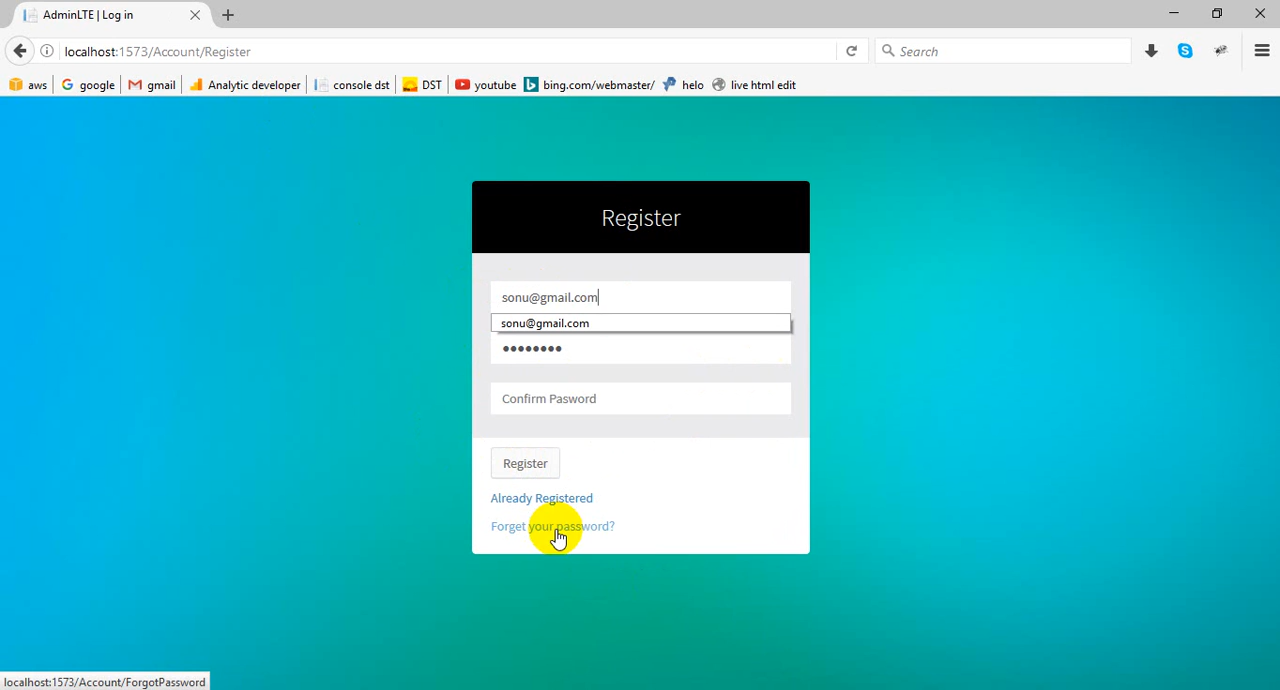 AdminLTE | Log in
localhost:1573/Account/Register
Search
aws
google
gmail
Analytic developer
console dst
DST
youtube
bing.com/webmaster/
helo
live html edit
Register
sonu@gmail.com
sonu@gmail.com
Confirm Pasword
Register
Already Registered
Forget your password?
localhost:1573/Account/ForgotPassword